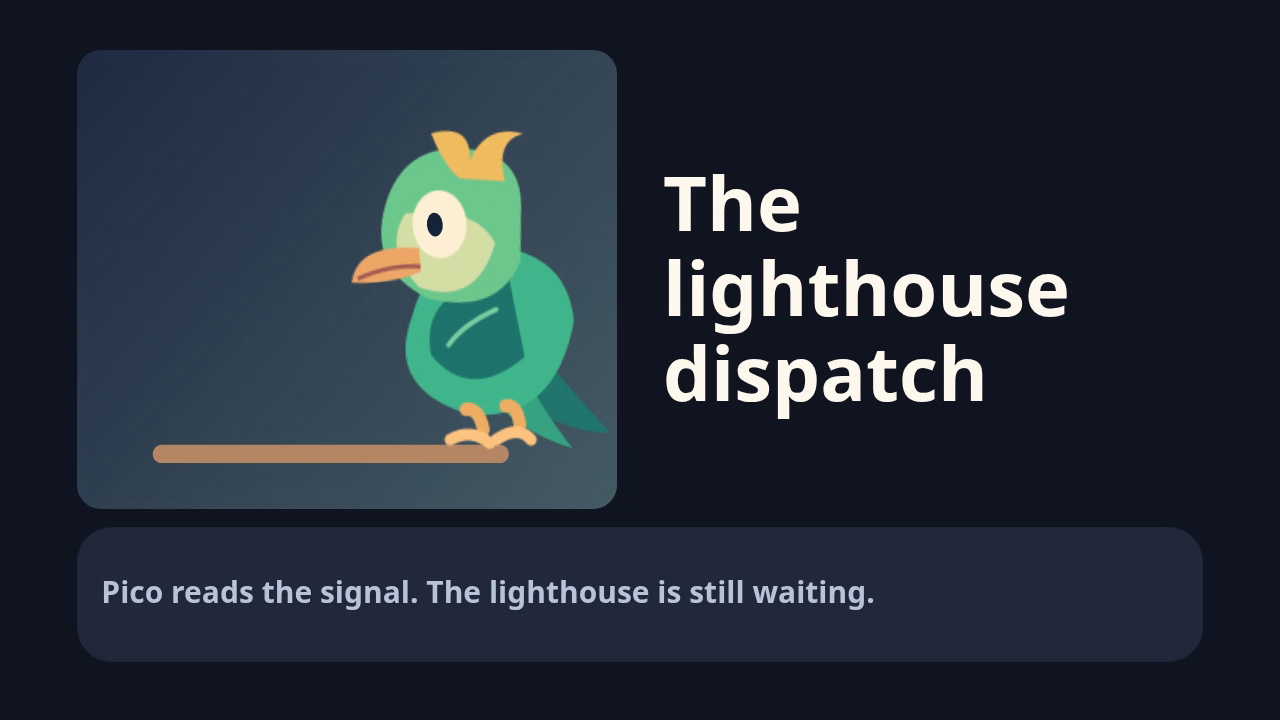 The
lighthouse
dispatch
Pico reads the signal. The lighthouse is still waiting.